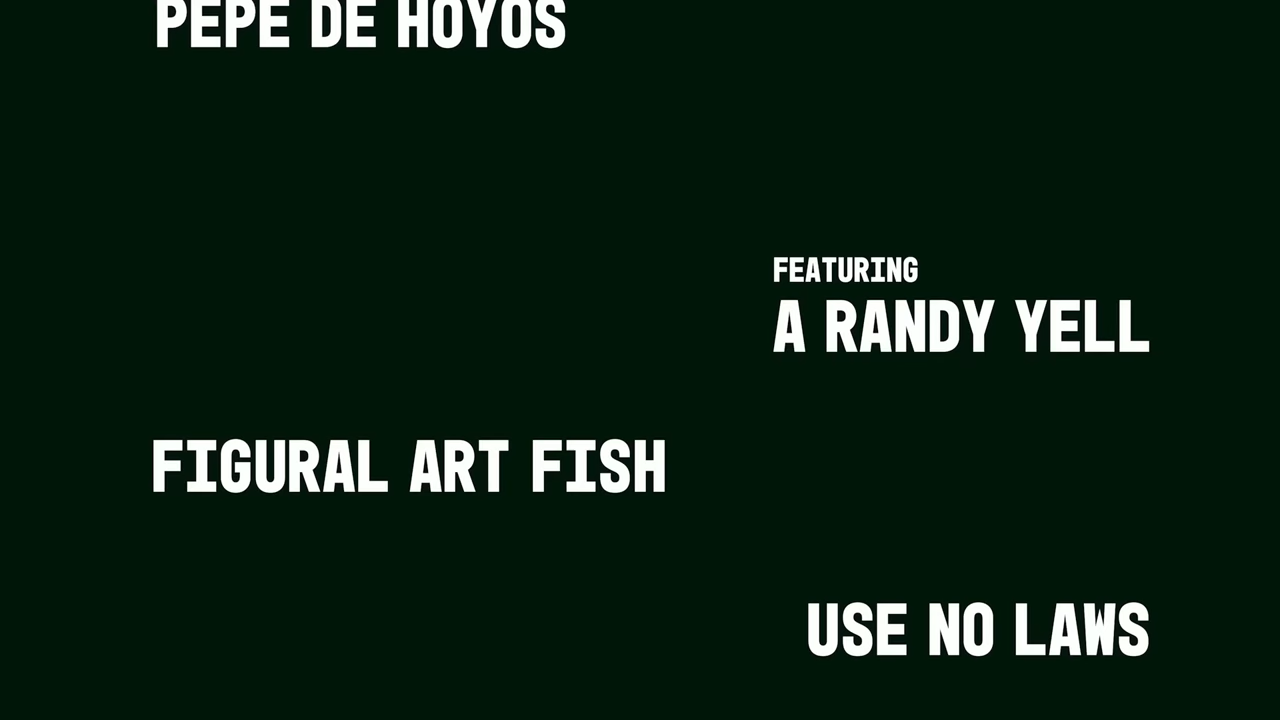 PEPE DE HOYOS
FEATURING
A RANDY YELL
FIGURAL ART FISH
USE NO LAWS